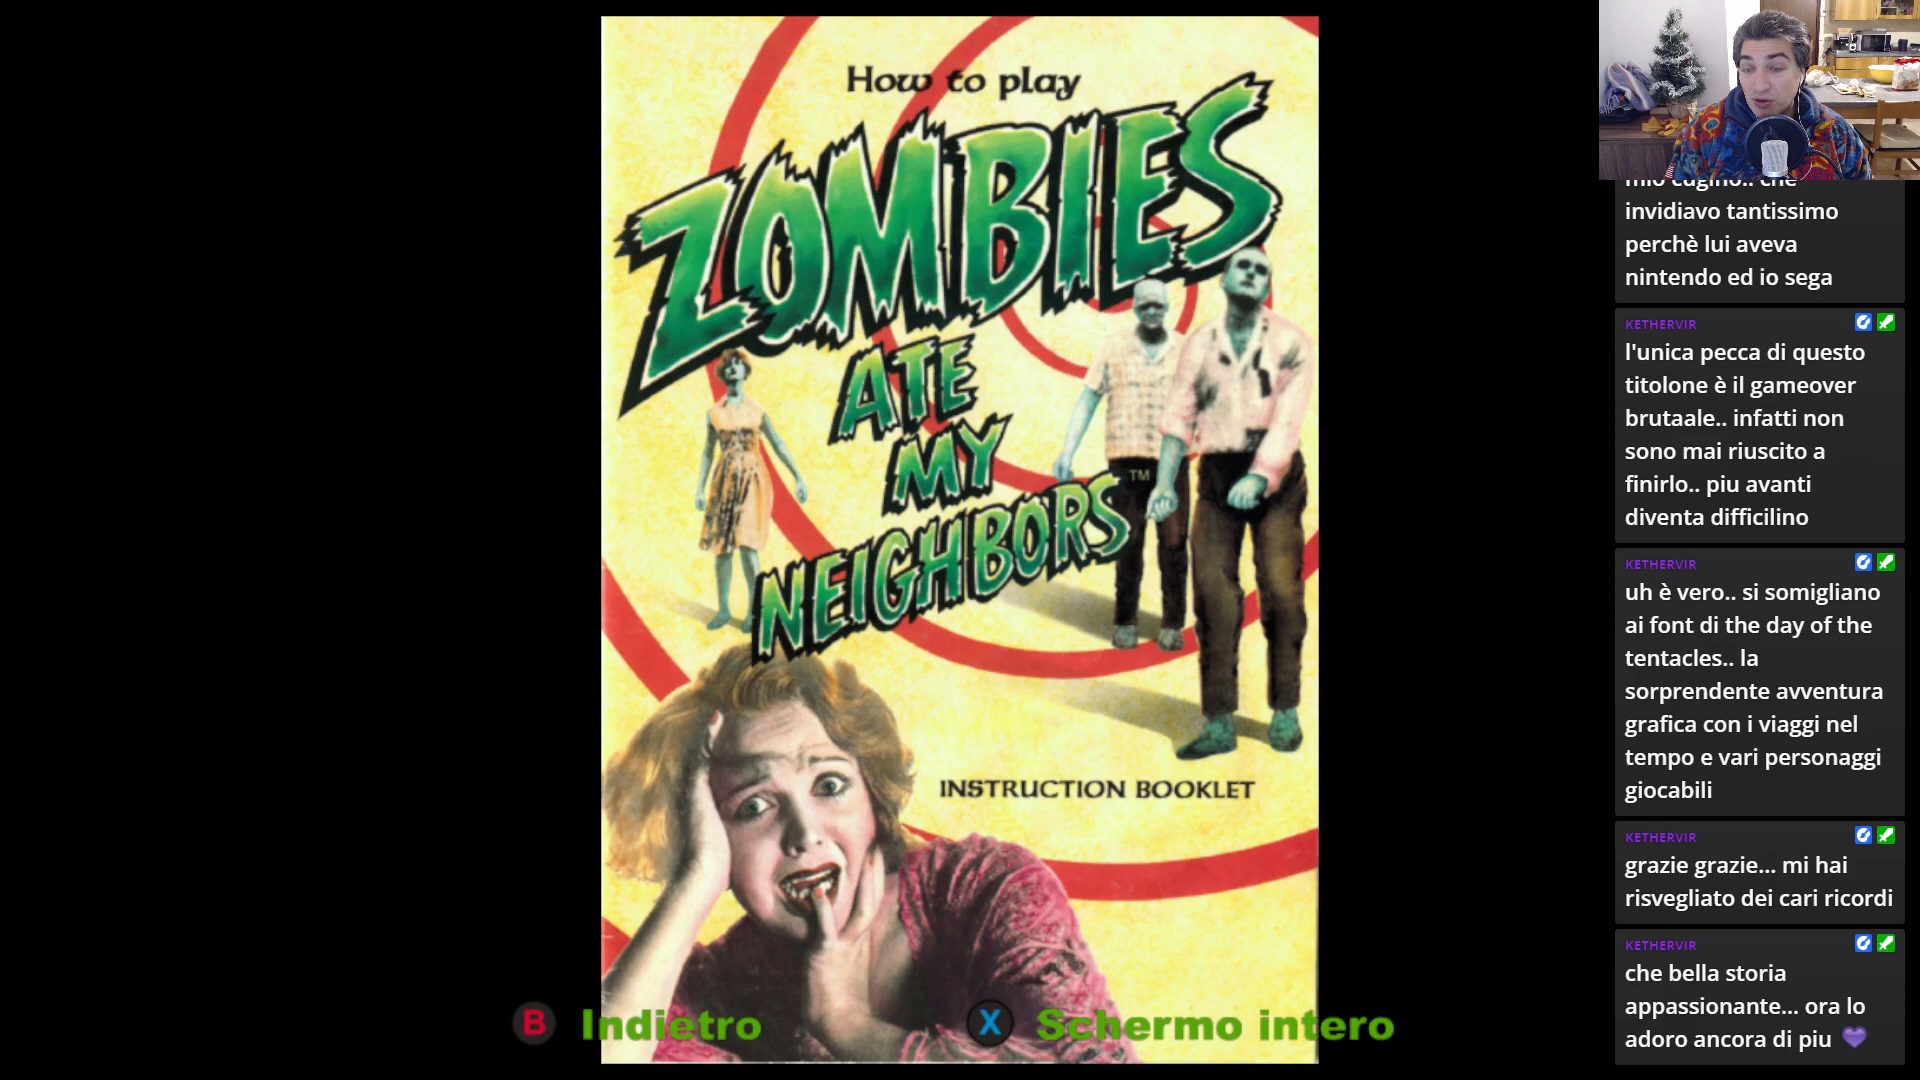 How to play
ZOMBIES
ATE
MY
NEIGHBORS
TM
INSTRUCTION BOOKLET
B Indietro
X Schermo intero
mio cugino.. che
invidiavo tantissimo
perchè lui aveva
nintendo ed io sega
KETHERVIR
l'unica pecca di questo
titolone è il gameover
brutaale.. infatti non
sono mai riuscito a
finirlo.. piu avanti
diventa difficilino
KETHERVIR
uh è vero.. si somigliano
ai font di the day of the
tentacles.. la
sorprendente avventura
grafica con i viaggi nel
tempo e vari personaggi
giocabili
KETHERVIR
grazie grazie... mi hai
risvegliato dei cari ricordi
KETHERVIR
che bella storia
appassionante... ora lo
adoro ancora di piu 💜